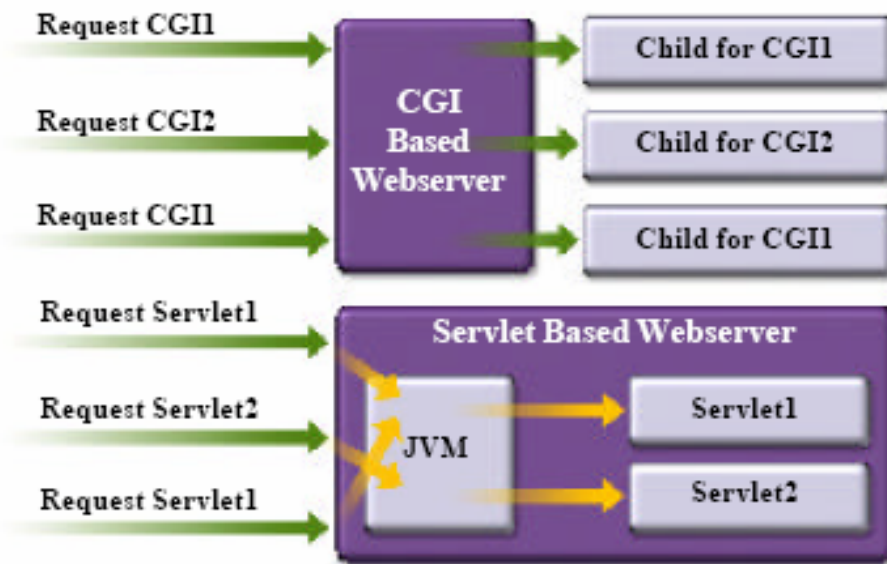 Request CGI1
Request CGI2
Request CGI1
CGI
Based
Webserver
Child for CGI1
Child for CGI2
Child for CGI1
Request Servlet1
Request Servlet2
Request Servlet1
Servlet Based Webserver
JVM
Servlet1
Servlet2